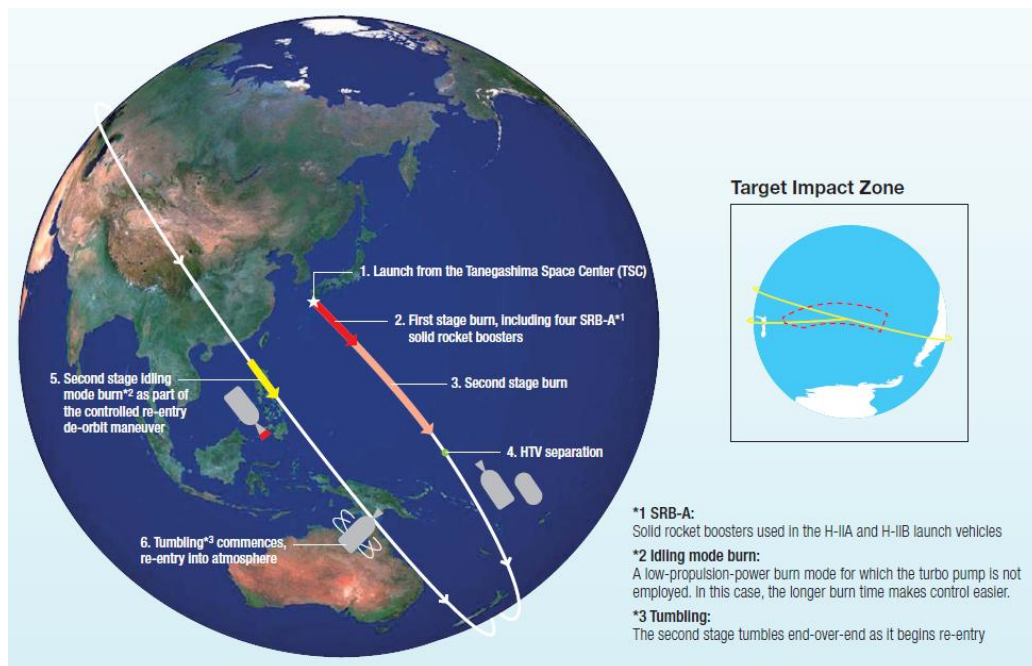 1. Launch from the Tanegashima Space Center (TSC)
2. First stage burn, including four SRB-A*1
solid rocket boosters
3. Second stage burn
4. HTV separation
5. Second stage idling
mode burn*2 as part of
the controlled re-entry
de-orbit maneuver
6. Tumbling*3 commences,
re-entry into atmosphere
Target Impact Zone
*1 SRB-A:
Solid rocket boosters used in the H-IIA and H-IIB launch vehicles
*2 Idling mode burn:
A low-propulsion-power burn mode for which the turbo pump is not
employed. In this case, the longer burn time makes control easier.
*3 Tumbling:
The second stage tumbles end-over-end as it begins re-entry